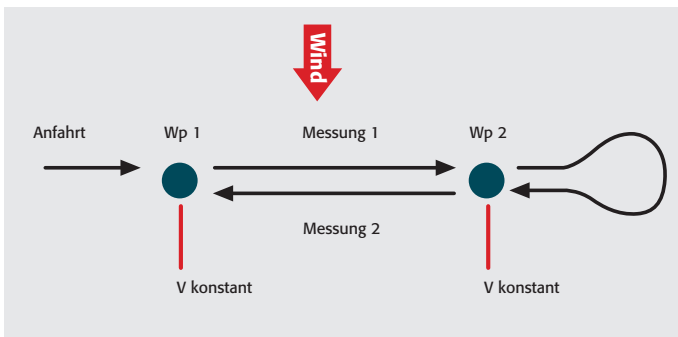 Wind
Anfahrt
Wp 1
Messung 1
Wp 2
Messung 2
V konstant
V konstant